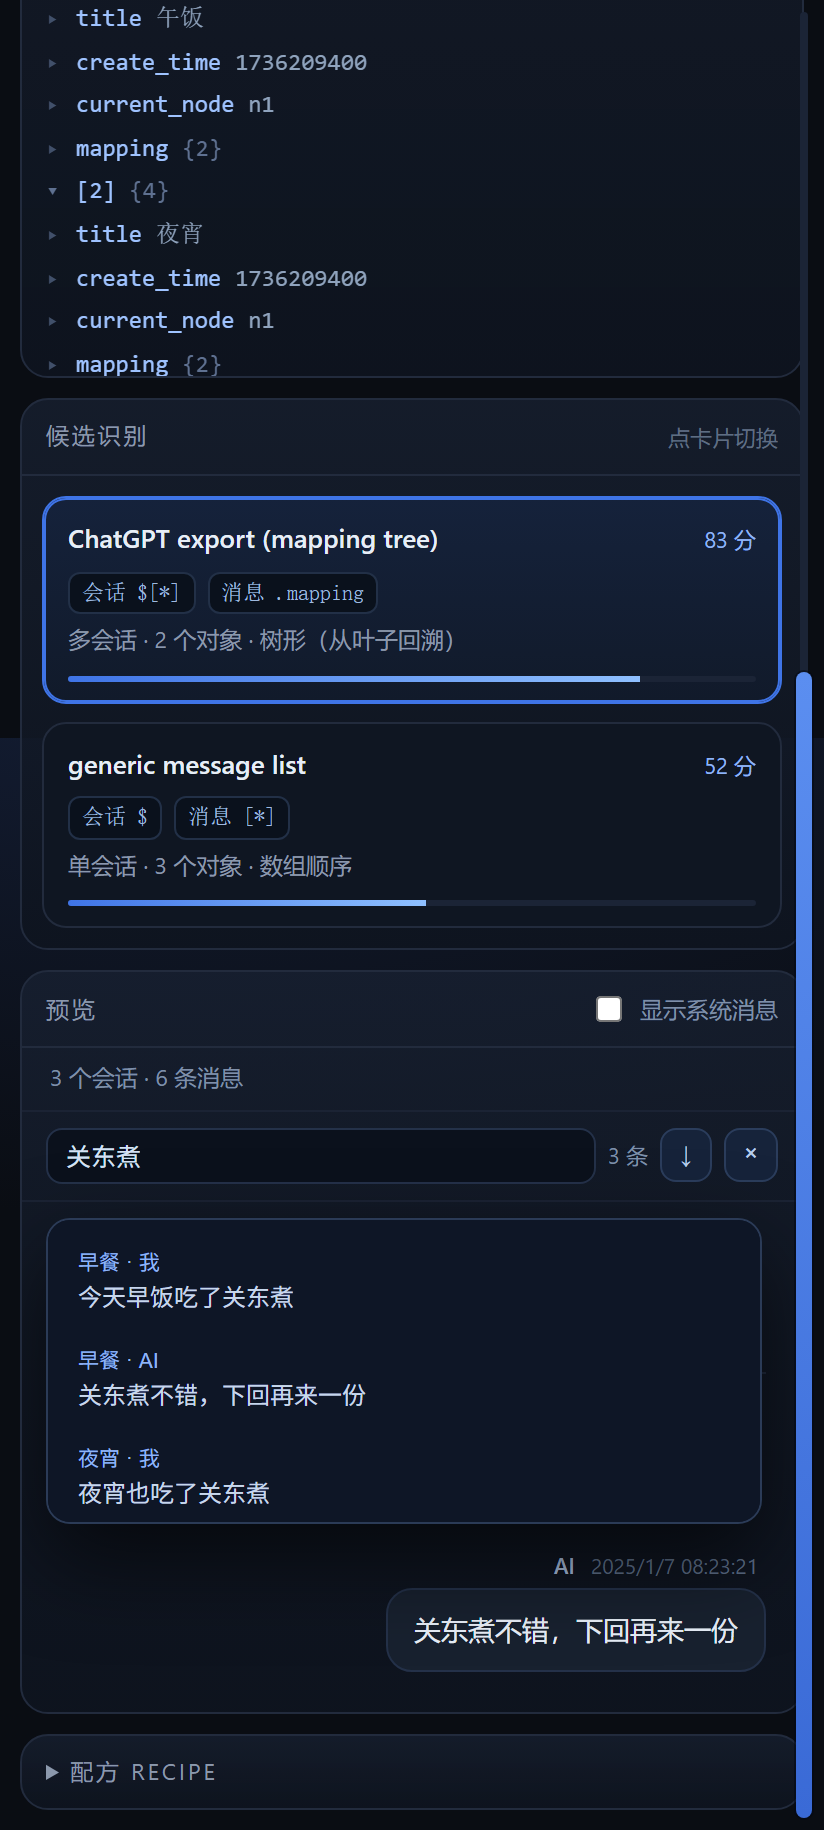 title 午饭
create_time 1736209400
current_node n1
mapping {2}
[2] {4}
title 夜宵
create_time 1736209400
current_node n1
mapping {2}
候选识别 点卡片切换
ChatGPT export (mapping tree) 83 分
会话 $[*] 消息 .mapping
多会话 · 2 个对象 · 树形（从叶子回溯）
generic message list 52 分
会话 $ 消息 [*]
单会话 · 3 个对象 · 数组顺序
预览 显示系统消息
3 个会话 · 6 条消息
关东煮 3 条 ↓ ×
早餐 · 我
今天早饭吃了关东煮
早餐 · AI
关东煮不错，下回再来一份
夜宵 · 我
夜宵也吃了关东煮
AI 2025/1/7 08:23:21
关东煮不错，下回再来一份
配方 RECIPE